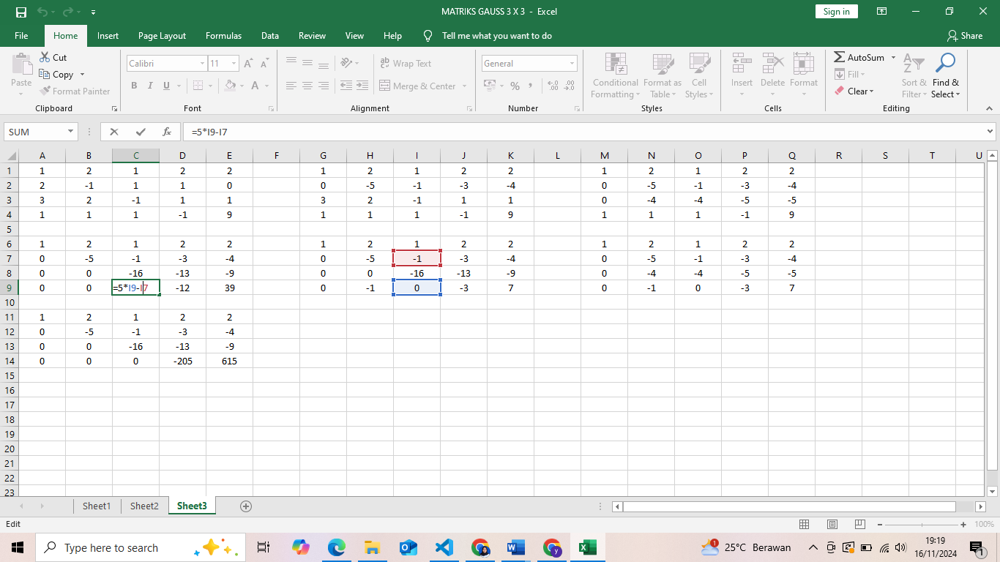 MATRIKS GAUSS 3 X 3 - Excel
Sign in
File Home Insert Page Layout Formulas Data Review View Help Tell me what you want to do Share
Paste Cut Calibri 11 A A ab Wrap Text General Conditional Format as Cell Insert Delete Format AutoSum Sort & Find &
Copy Formatting Table Styles Fill Filter Select
Format Painter B I U A Merge & Center % , .00 .0 Clear
Clipboard Font Alignment Number Styles Cells Editing
SUM fx =5*I9-I7
A B C D E F G H I J K L M N O P Q R S T U
1 1 2 1 2 2 1 2 1 2 2 1 2 1 2 2
2 2 -1 1 1 0 0 -5 -1 -3 -4 0 -5 -1 -3 -4
3 3 2 -1 1 1 3 2 -1 1 1 0 -4 -4 -5 -5
4 1 1 1 -1 9 1 1 1 -1 9 1 1 1 -1 9
5
6 1 2 1 2 2 1 2 1 2 2 1 2 1 2 2
7 0 -5 -1 -3 -4 0 -5 -1 -3 -4 0 -5 -1 -3 -4
8 0 0 -16 -13 -9 0 0 -16 -13 -9 0 -4 -4 -5 -5
9 0 0 =5*I9-I7 -12 39 0 -1 0 -3 7 0 -1 0 -3 7
10
11 1 2 1 2 2
12 0 -5 -1 -3 -4
13 0 0 -16 -13 -9
14 0 0 0 -205 615
15
16
17
18
19
20
21
22
23
Sheet1 Sheet2 Sheet3
Edit 100%
Type here to search 1 25°C Berawan 19:19
16/11/2024 1